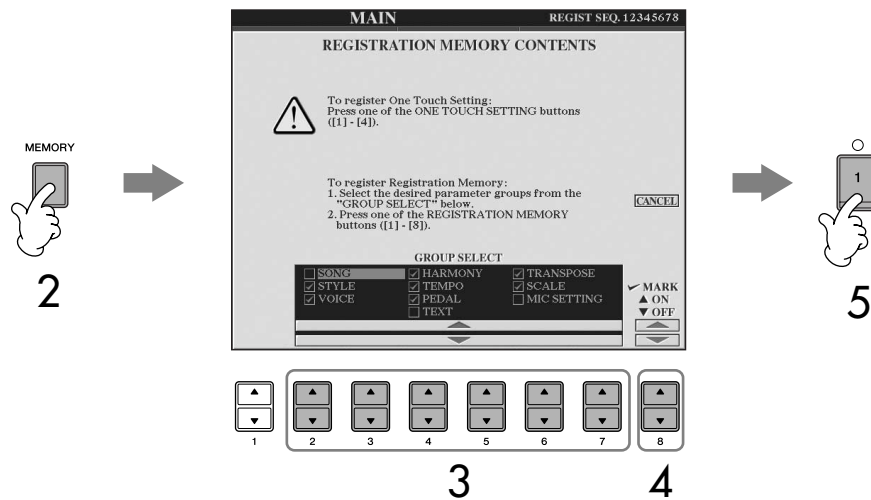 MAIN REGIST SEQ. 12345678
REGISTRATION MEMORY CONTENTS
To register One Touch Setting:
Press one of the ONE TOUCH SETTING buttons
([1] - [4]).
MEMORY
2
To register Registration Memory:
1. Select the desired parameter groups from the
"GROUP SELECT" below.
2. Press one of the REGISTRATION MEMORY
buttons ([1] - [8]).
CANCEL
GROUP SELECT
SONG HARMONY TRANSPOSE
STYLE TEMPO SCALE
VOICE PEDAL MIC SETTING
TEXT
MARK
▲ ON
▼ OFF
1
5
1 2 3 4 5 6 7 8
3 4